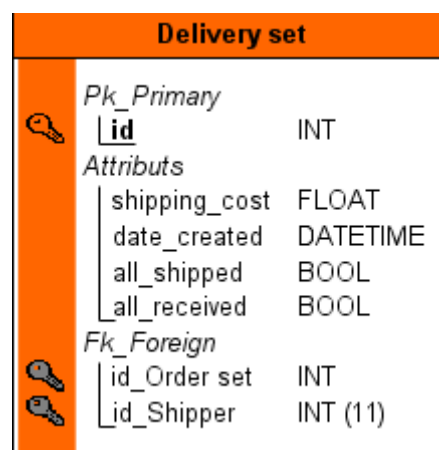 Delivery set
Pk_Primary
id INT
Attributs
shipping_cost FLOAT
date_created DATETIME
all_shipped BOOL
all_received BOOL
Fk_Foreign
id_Order set INT
id_Shipper INT (11)